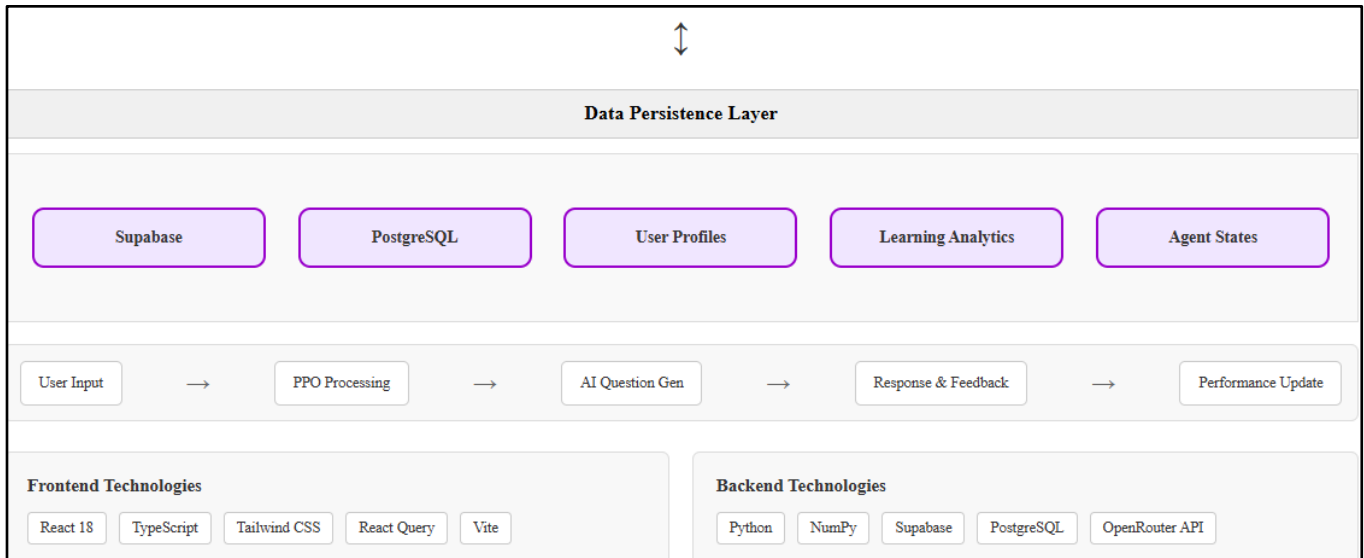 Data Persistence Layer
Supabase PostgreSQL User Profiles Learning Analytics Agent States
User Input → PPO Processing → AI Question Gen → Response & Feedback → Performance Update
Frontend Technologies
React 18 TypeScript Tailwind CSS React Query Vite
Backend Technologies
Python NumPy Supabase PostgreSQL OpenRouter API